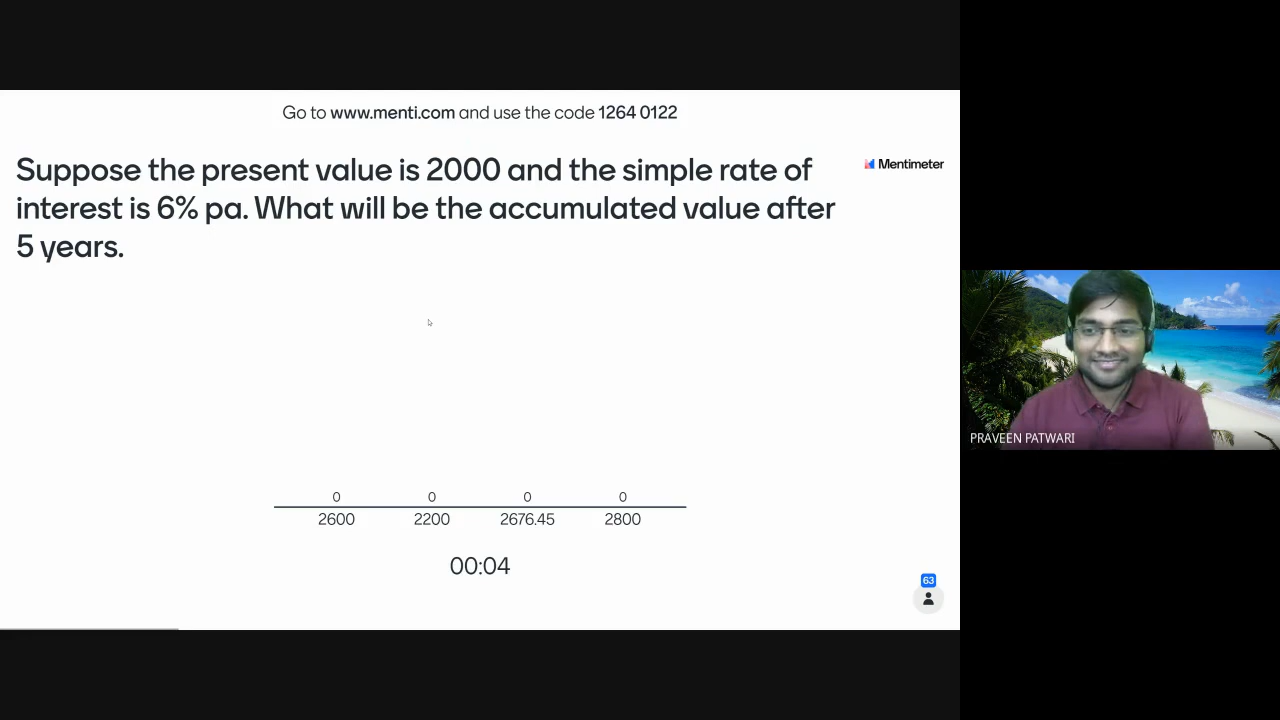 Go to www.menti.com and use the code 1264 0122
Mentimeter
Suppose the present value is 2000 and the simple rate of
interest is 6% pa. What will be the accumulated value after
5 years.
PRAVEEN PATWARI
0 0 0 0
2600 2200 2676.45 2800
00:04
63